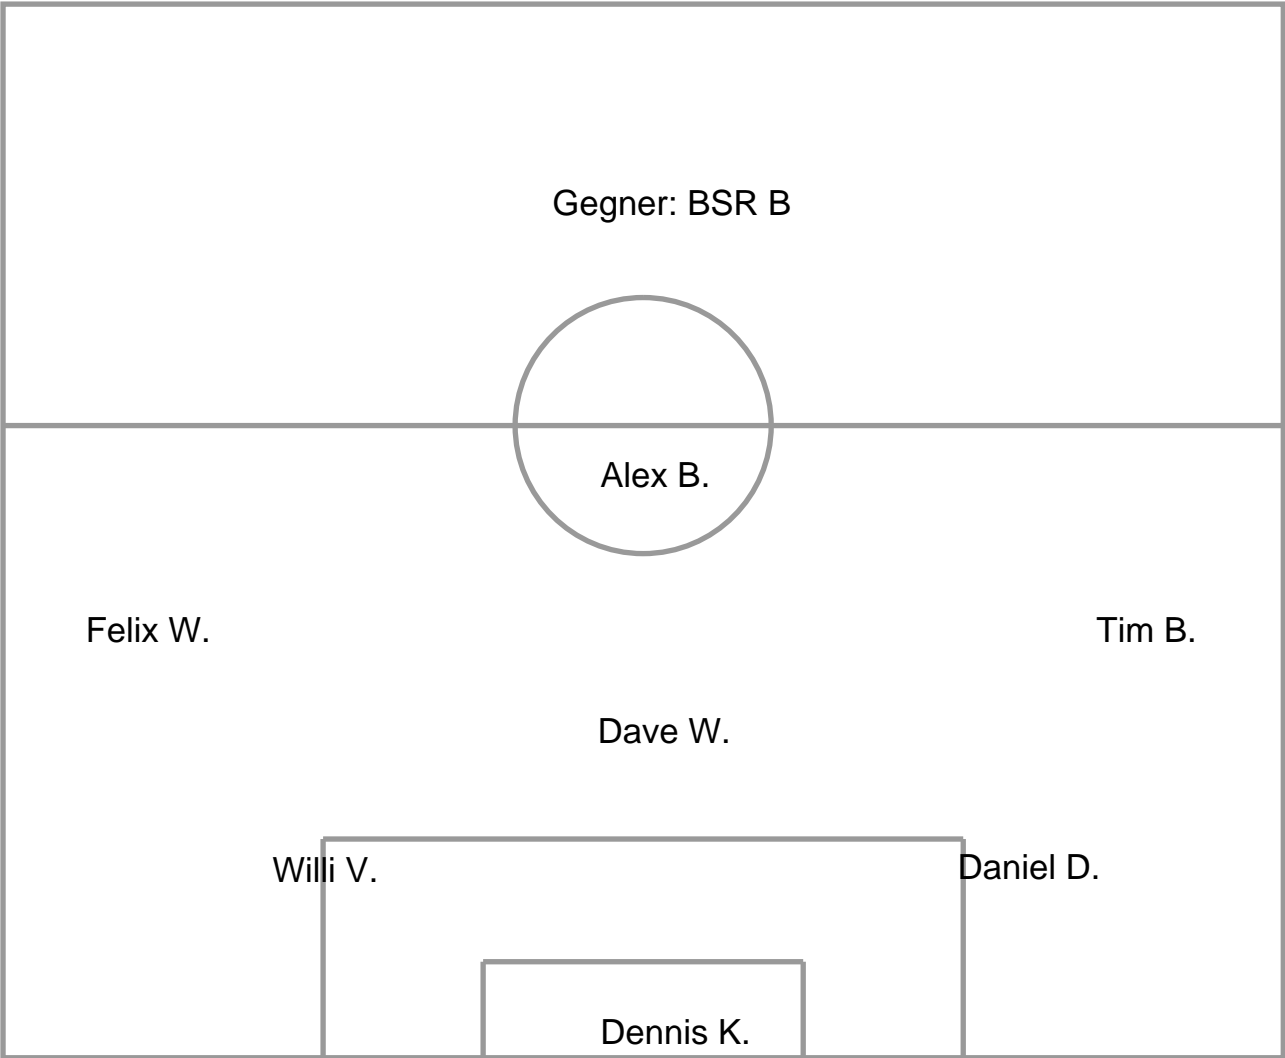 Gegner: BSR B
Alex B.
Felix W.
Tim B.
Dave W.
Willi V.
Daniel D.
Dennis K.